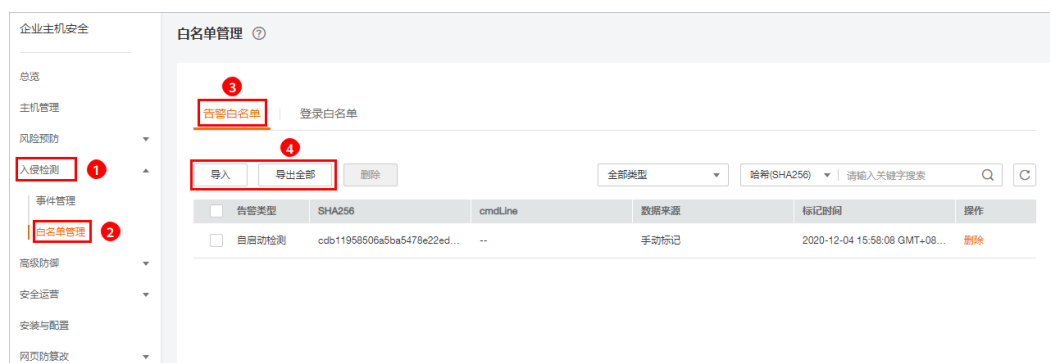 企业主机安全
白名单管理 ?
总览
主机管理
风险预防
入侵检测 1
事件管理
白名单管理 2
高级防御
安全运营
安装与配置
网页防篡改
3
告警白名单 登录白名单
4
导入 导出全部 删除 全部类型 哈希(SHA256) 请输入关键字搜索
告警类型 SHA256 cmdLine 数据来源 标记时间 操作
自启动检测 cdb11958506a5ba5478e22ed... -- 手动标记 2020-12-04 15:58:08 GMT+08... 删除